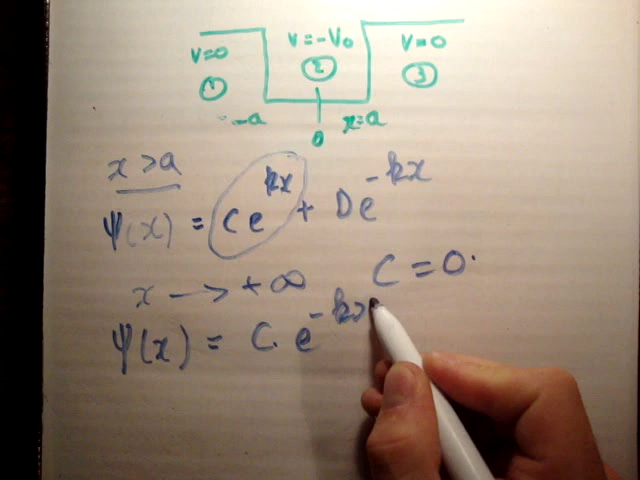 v=0 v=-V₀ v=0
1 2 3
-a 0 x=a
x>a
ψ(x) = Ce^{kx} + De^{-kx}
x → +∞ C=0.
ψ(x) = C. e^{-kx}